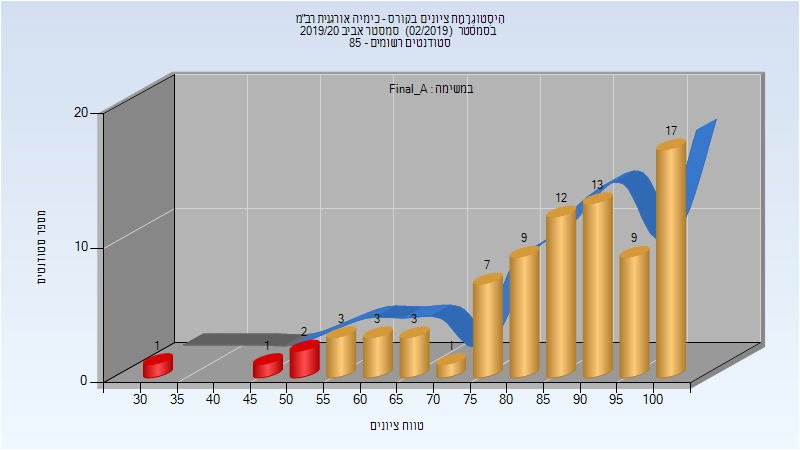 היסטוגרמת ציונים בקורס - כימיה אורגנית רב"מ
בסמסטר (02/2019) סמסטר אביב 2019/20
סטודנטים רשומים - 85
במשימה : Final_A
מספר סטודנטים
20
10
0
1
1
2
3
3
3
1
7
9
12
13
9
17
30 35 40 45 50 55 60 65 70 75 80 85 90 95 100
טווח ציונים